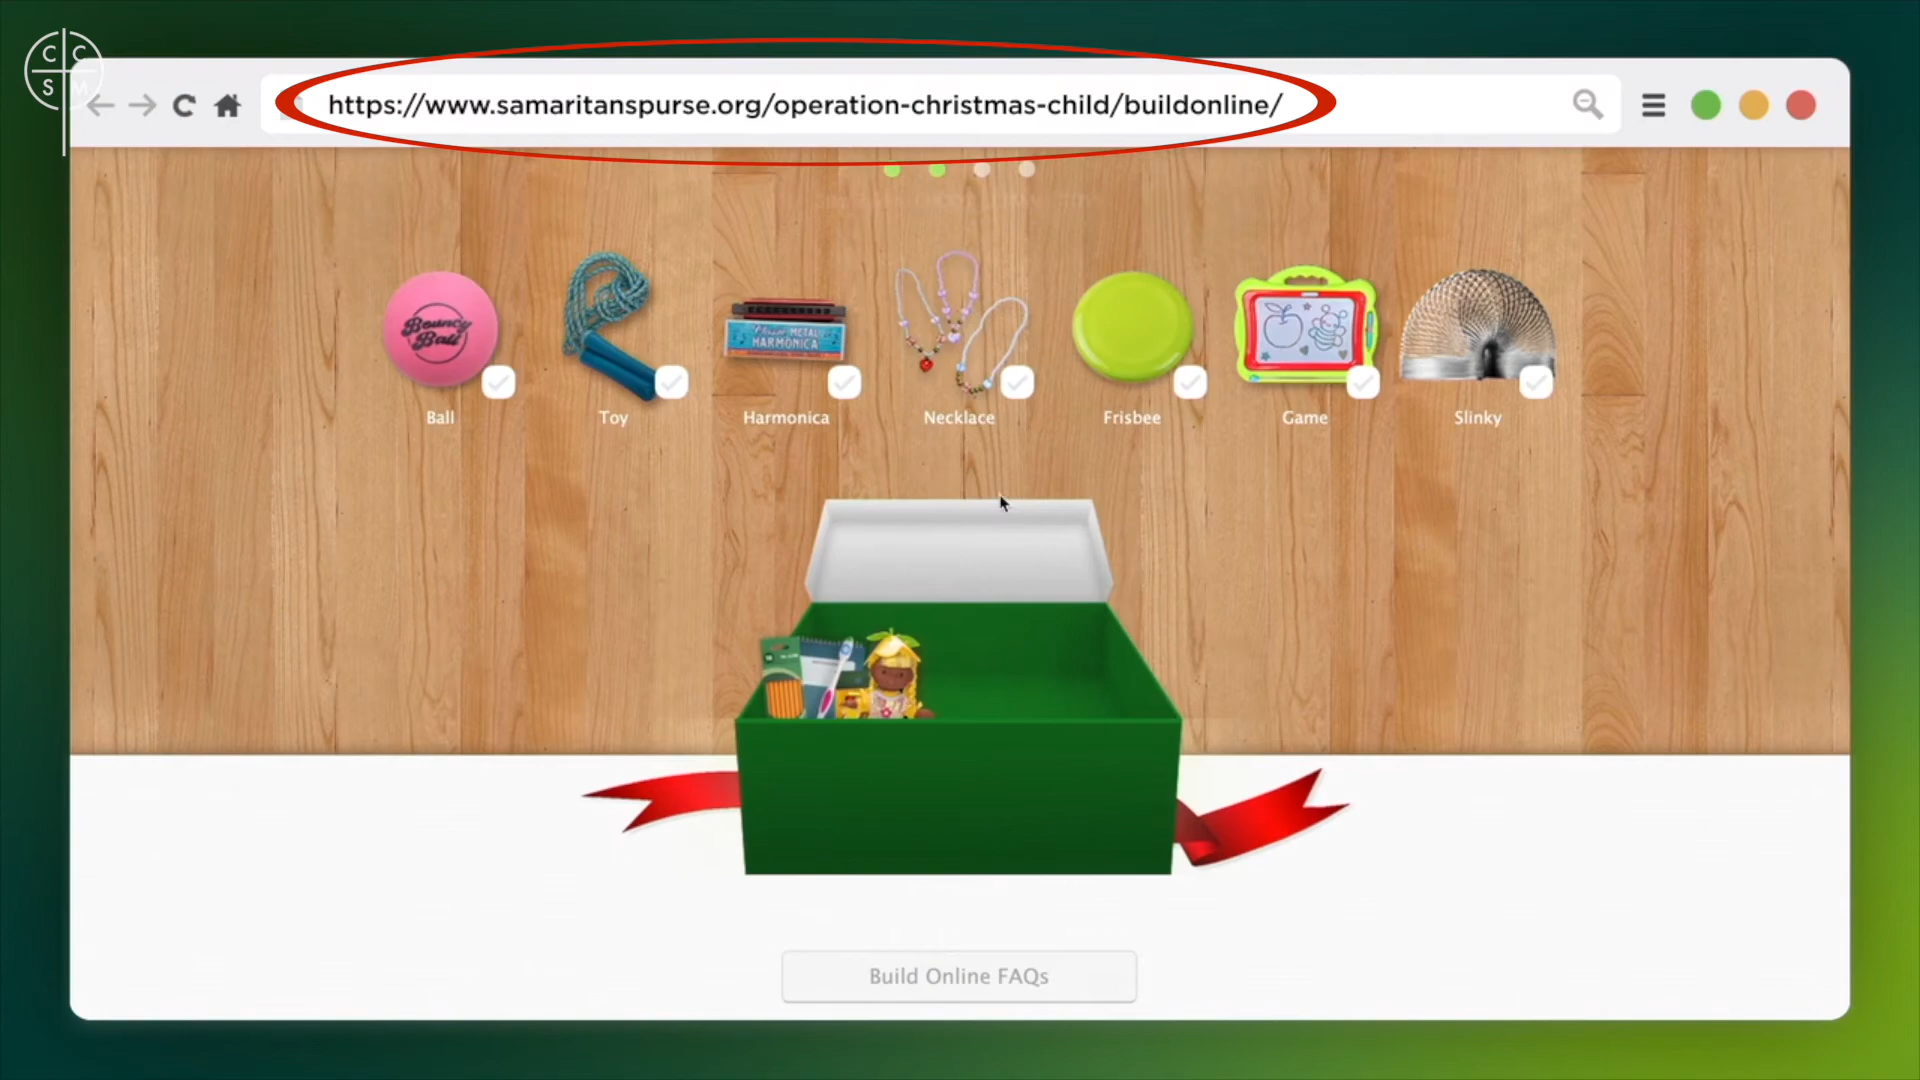 C C
S M
https://www.samaritanspurse.org/operation-christmas-child/buildonline/
Bouncy
Ball
Classic METAL
HARMONICA
Ball
Toy
Harmonica
Necklace
Frisbee
Game
Slinky
Build Online FAQs